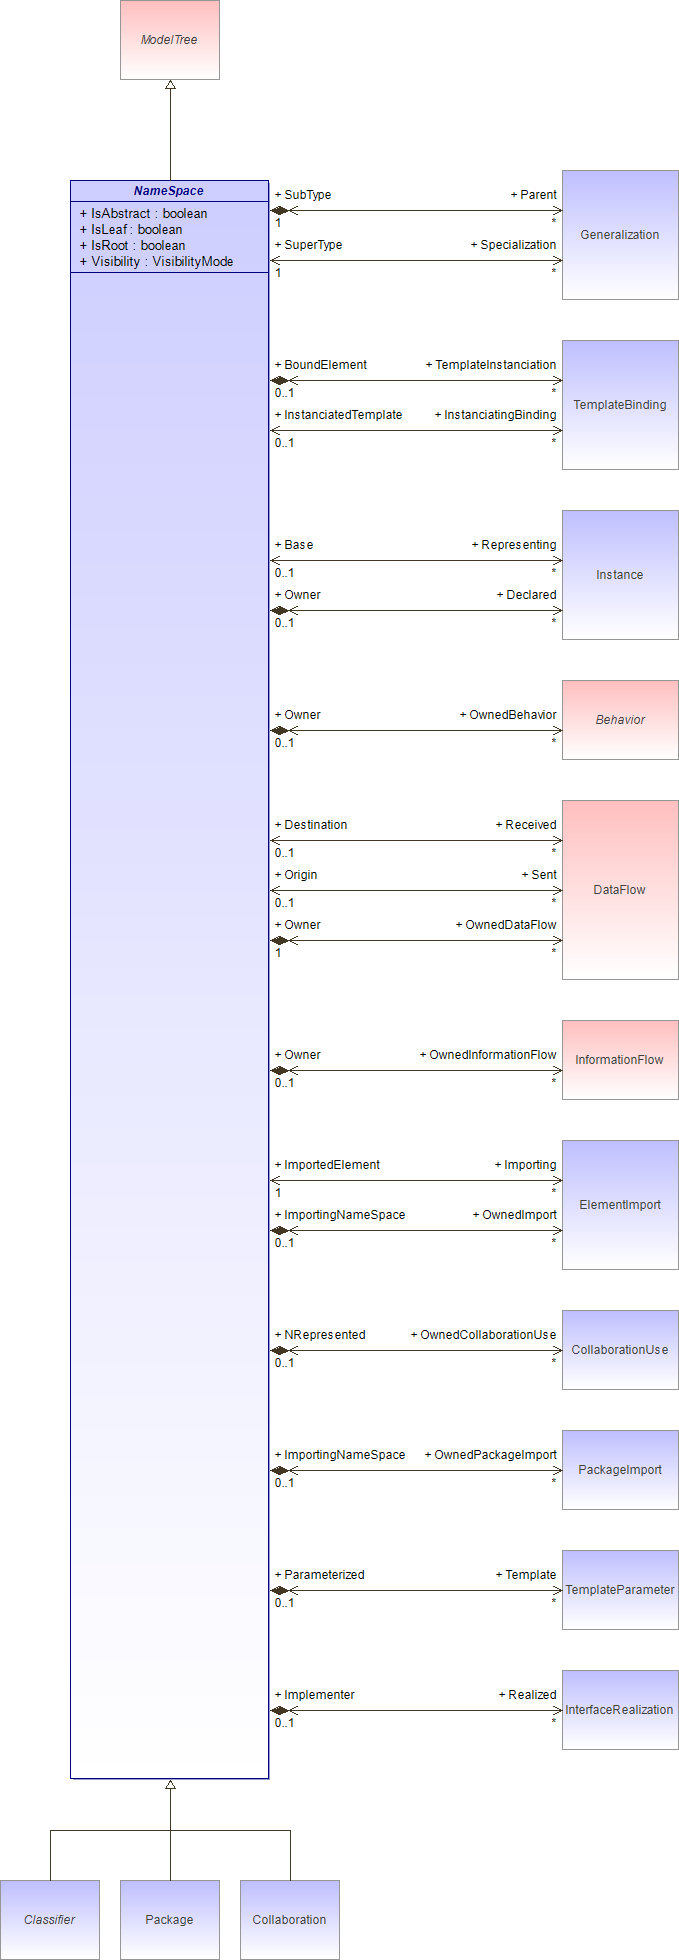 ModelTree
NameSpace
+ IsAbstract : boolean
+ IsLeaf : boolean
+ IsRoot : boolean
+ Visibility : VisibilityMode
+ SubType + Parent
1 *
+ SuperType + Specialization
1 *
Generalization
+ BoundElement + TemplateInstanciation
0..1 *
+ InstanciatedTemplate + InstanciatingBinding
0..1 *
TemplateBinding
+ Base + Representing
0..1 *
+ Owner + Declared
0..1 *
Instance
+ Owner + OwnedBehavior
0..1 *
Behavior
+ Destination + Received
0..1 *
+ Origin + Sent
0..1 *
+ Owner + OwnedDataFlow
1 *
DataFlow
+ Owner + OwnedInformationFlow
0..1 *
InformationFlow
+ ImportedElement + Importing
1 *
+ ImportingNameSpace + OwnedImport
0..1 *
ElementImport
+ NRepresented + OwnedCollaborationUse
0..1 *
CollaborationUse
+ ImportingNameSpace + OwnedPackageImport
0..1 *
PackageImport
+ Parameterized + Template
0..1 *
TemplateParameter
+ Implementer + Realized
0..1 *
InterfaceRealization
Classifier
Package
Collaboration